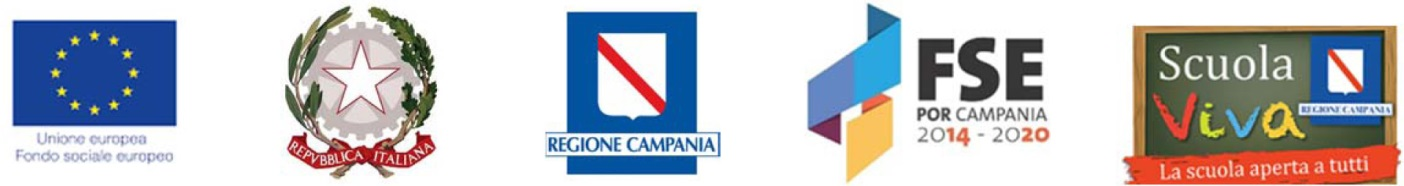 Unione europea
Fondo sociale europeo
REPVBBLICA ITALIANA
REGIONE CAMPANIA
FSE
POR CAMPANIA
2014 - 2020
Scuola
Viva
REGIONE CAMPANIA
La scuola aperta a tutti